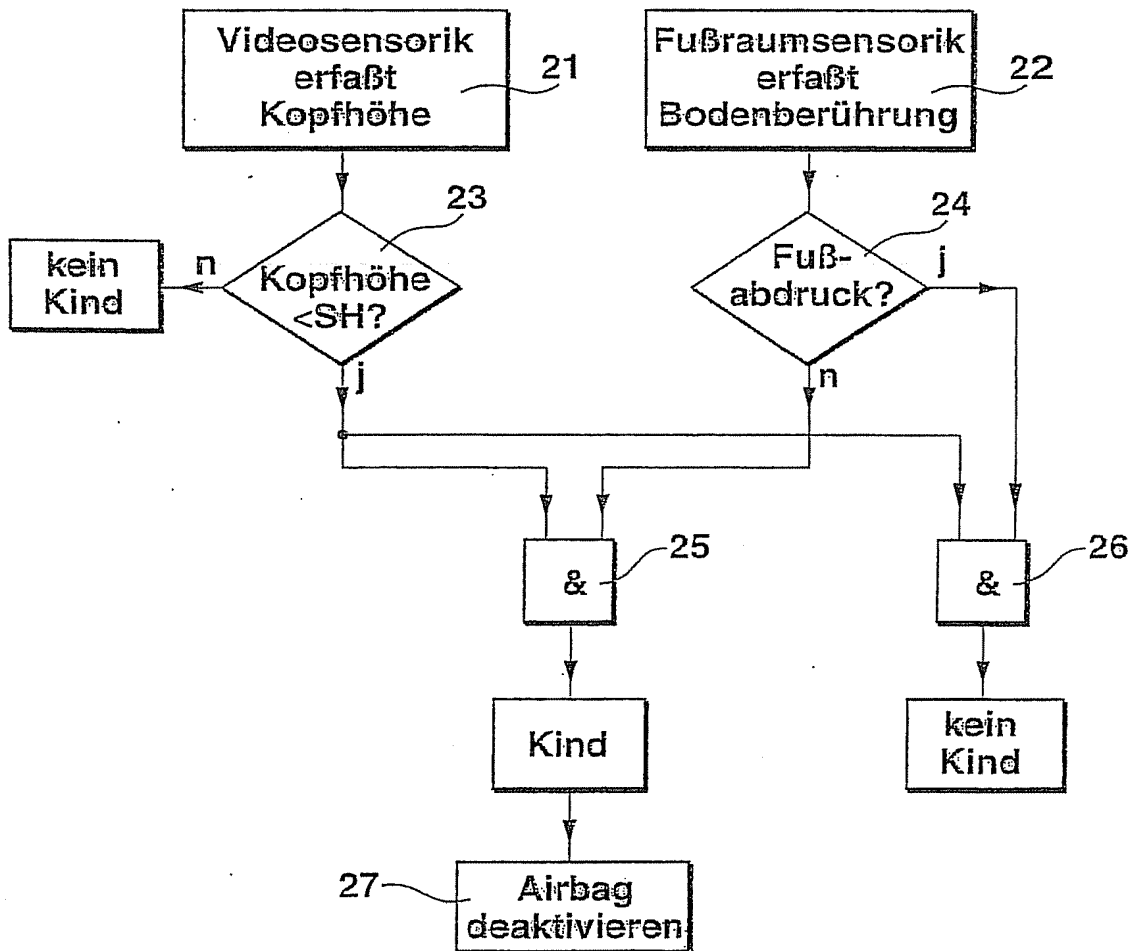 Videosensorik
erfaßt
Kopfhöhe
21
Fußraumsensorik
erfaßt
Bodenberührung
22
23
24
kein
Kind
n
Kopfhöhe
<SH?
j
Fuß-
abdruck?
j
n
&
25
&
26
Kind
kein
Kind
27
Airbag
deaktivieren